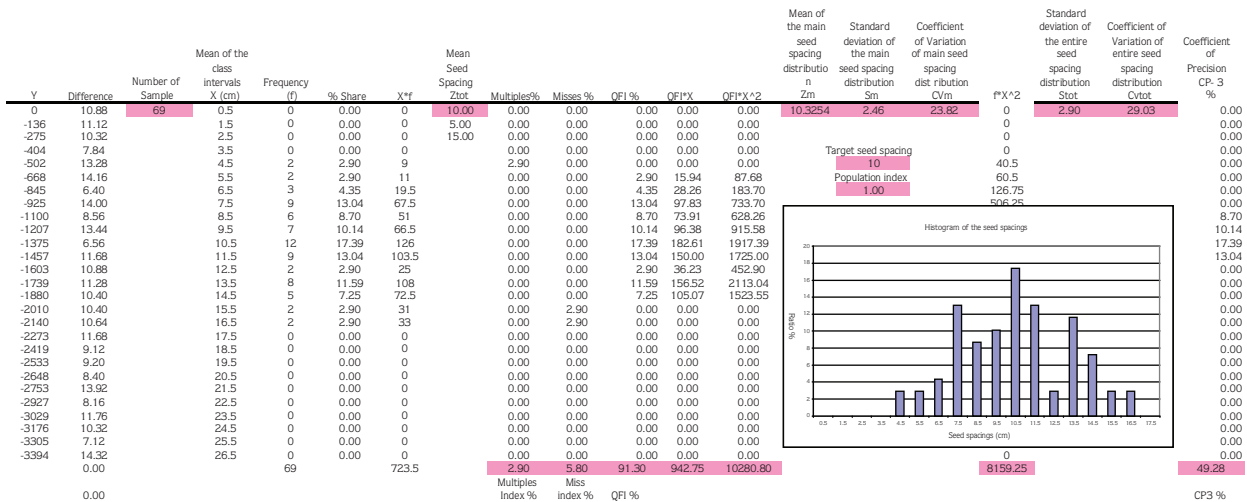 Mean of the main seed spacing distributio n Zm
Standard deviation of the main seed spacing distribution Sm
Coefficient of Variation of main seed spacing dist ribution CVm
Standard deviation of the entire seed spacing distribution Stot
Coefficient of Variation of entire seed spacing distribution Cvtot
Coefficient of Precision CP- 3 %
Y Difference Number of Sample Mean of the class intervals X (cm) Frequency (f) % Share X*f Mean Seed Spacing Ztot Multiples% Misses % QFI % QFI*X QFI*X^2 f*X^2
0 10.88 69 0.5 0 0.00 0 10.00 0.00 0.00 0.00 0.00 0.00 10.3254 2.46 23.82 0 2.90 29.03 0.00
-136 11.12 1.5 0 0.00 0 5.00 0.00 0.00 0.00 0.00 0.00 0 0.00
-275 10.32 2.5 0 0.00 0 15.00 0.00 0.00 0.00 0.00 0.00 0 0.00
-404 7.84 3.5 0 0.00 0 0.00 0.00 0.00 0.00 0.00 Target seed spacing 0 0.00
-502 13.28 4.5 2 2.90 9 2.90 0.00 0.00 0.00 0.00 10 40.5 0.00
-668 14.16 5.5 2 2.90 11 0.00 0.00 2.90 15.94 87.68 Population index 60.5 0.00
-845 6.40 6.5 3 4.35 19.5 0.00 0.00 4.35 28.26 183.70 1.00 126.75 0.00
-925 14.00 7.5 9 13.04 67.5 0.00 0.00 13.04 97.83 733.70 506.25 0.00
-1100 8.56 8.5 6 8.70 51 0.00 0.00 8.70 73.91 628.26 8.70
-1207 13.44 9.5 7 10.14 66.5 0.00 0.00 10.14 96.38 915.58 10.14
-1375 6.56 10.5 12 17.39 126 0.00 0.00 17.39 182.61 1917.39 17.39
-1457 11.68 11.5 9 13.04 103.5 0.00 0.00 13.04 150.00 1725.00 13.04
-1603 10.88 12.5 2 2.90 25 0.00 0.00 2.90 36.23 452.90 0.00
-1739 11.28 13.5 8 11.59 108 0.00 0.00 11.59 156.52 2113.04 0.00
-1880 10.40 14.5 5 7.25 72.5 0.00 0.00 7.25 105.07 1523.55 0.00
-2010 10.40 15.5 2 2.90 31 0.00 2.90 0.00 0.00 0.00 0.00
-2140 10.64 16.5 2 2.90 33 0.00 2.90 0.00 0.00 0.00 0.00
-2273 11.68 17.5 0 0.00 0 0.00 0.00 0.00 0.00 0.00 0.00
-2419 9.12 18.5 0 0.00 0 0.00 0.00 0.00 0.00 0.00 0.00
-2533 9.20 19.5 0 0.00 0 0.00 0.00 0.00 0.00 0.00 0.00
-2648 8.40 20.5 0 0.00 0 0.00 0.00 0.00 0.00 0.00 0.00
-2753 13.92 21.5 0 0.00 0 0.00 0.00 0.00 0.00 0.00 0.00
-2927 8.16 22.5 0 0.00 0 0.00 0.00 0.00 0.00 0.00 0.00
-3029 11.76 23.5 0 0.00 0 0.00 0.00 0.00 0.00 0.00 0.00
-3176 10.32 24.5 0 0.00 0 0.00 0.00 0.00 0.00 0.00 0.00
-3305 7.12 25.5 0 0.00 0 0.00 0.00 0.00 0.00 0.00 0.00
-3394 14.32 26.5 0 0.00 0 0.00 0.00 0.00 0.00 0.00 0 0.00
0.00 69 723.5 2.90 5.80 91.30 942.75 10280.80 8159.25 49.28
0.00 Multiples Index % Miss index % QFI % CP3 %
Histogram of the seed spacings
Ratio %
20
18
16
14
12
10
8
6
4
2
0
0.5 1.5 2.5 3.5 4.5 5.5 6.5 7.5 8.5 9.5 10.5 11.5 12.5 13.5 14.5 15.5 16.5 17.5
Seed spacings (cm)